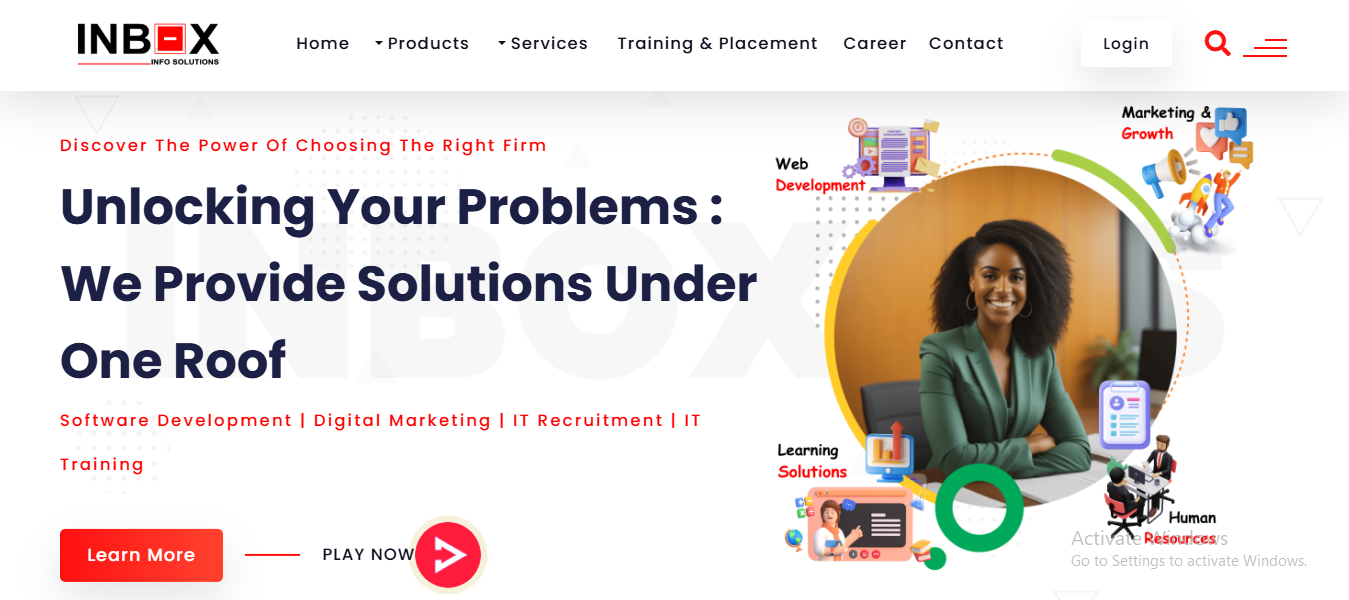 INBOX
INFO SOLUTIONS
Home
Products
Services
Training & Placement
Career
Contact
Login
Discover The Power Of Choosing The Right Firm
Unlocking Your Problems :
We Provide Solutions Under
One Roof
Software Development | Digital Marketing | IT Recruitment | IT
Training
Learn More
PLAY NOW
Web
Development
Marketing &
Growth
Learning
Solutions
Human
Resources
Activate Windows
Go to Settings to activate Windows.